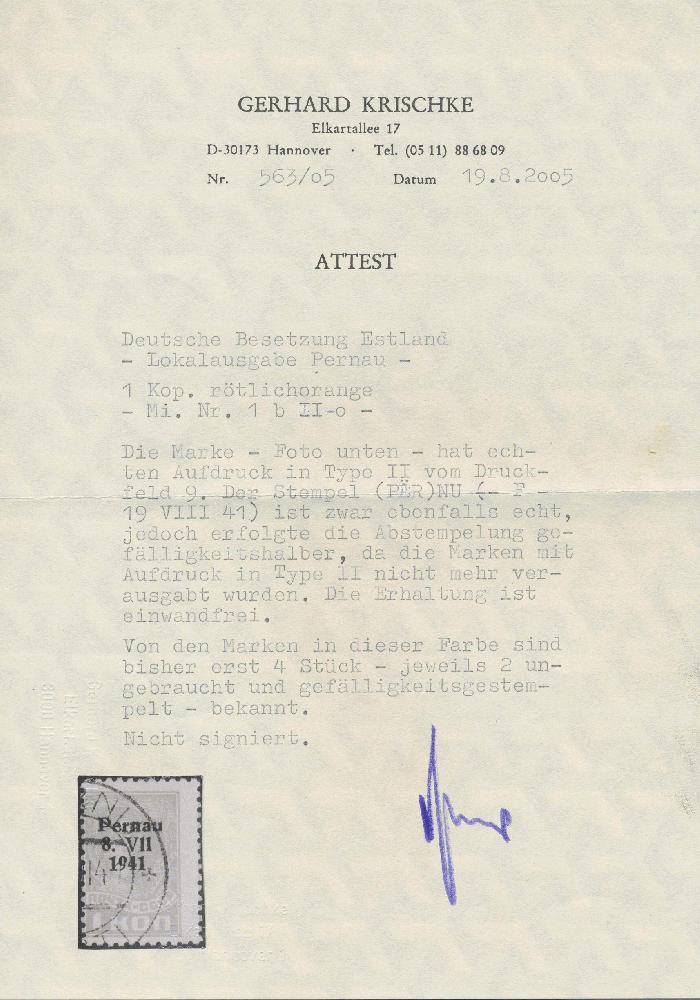 GERHARD KRISCHKE
Elkartallee 17
D-30173 Hannover · Tel. (05 11) 88 68 09
Nr. 563/05 Datum 19.8.2005
ATTEST
Deutsche Besetzung Estland
- Lokalausgabe Pernau -
1 Kop. rötlichorange
- Mi. Nr. 1 b II-o -
Die Marke - Foto unten - hat ech-
ten Aufdruck in Type II vom Druck-
feld 9. Der Stempel (PÄR)NU (- F -
19 VIII 41) ist zwar ebenfalls echt,
jedoch erfolgte die Abstempelung ge-
fälligkeitshalber, da die Marken mit
Aufdruck in Type II nicht mehr ver-
ausgabt wurden. Die Erhaltung ist
einwandfrei.
Von den Marken in dieser Farbe sind
bisher erst 4 Stück - jeweils 2 un-
gebraucht und gefälligkeitsgestem-
pelt - bekannt.
Nicht signiert.
Pernau
8. VII
1941